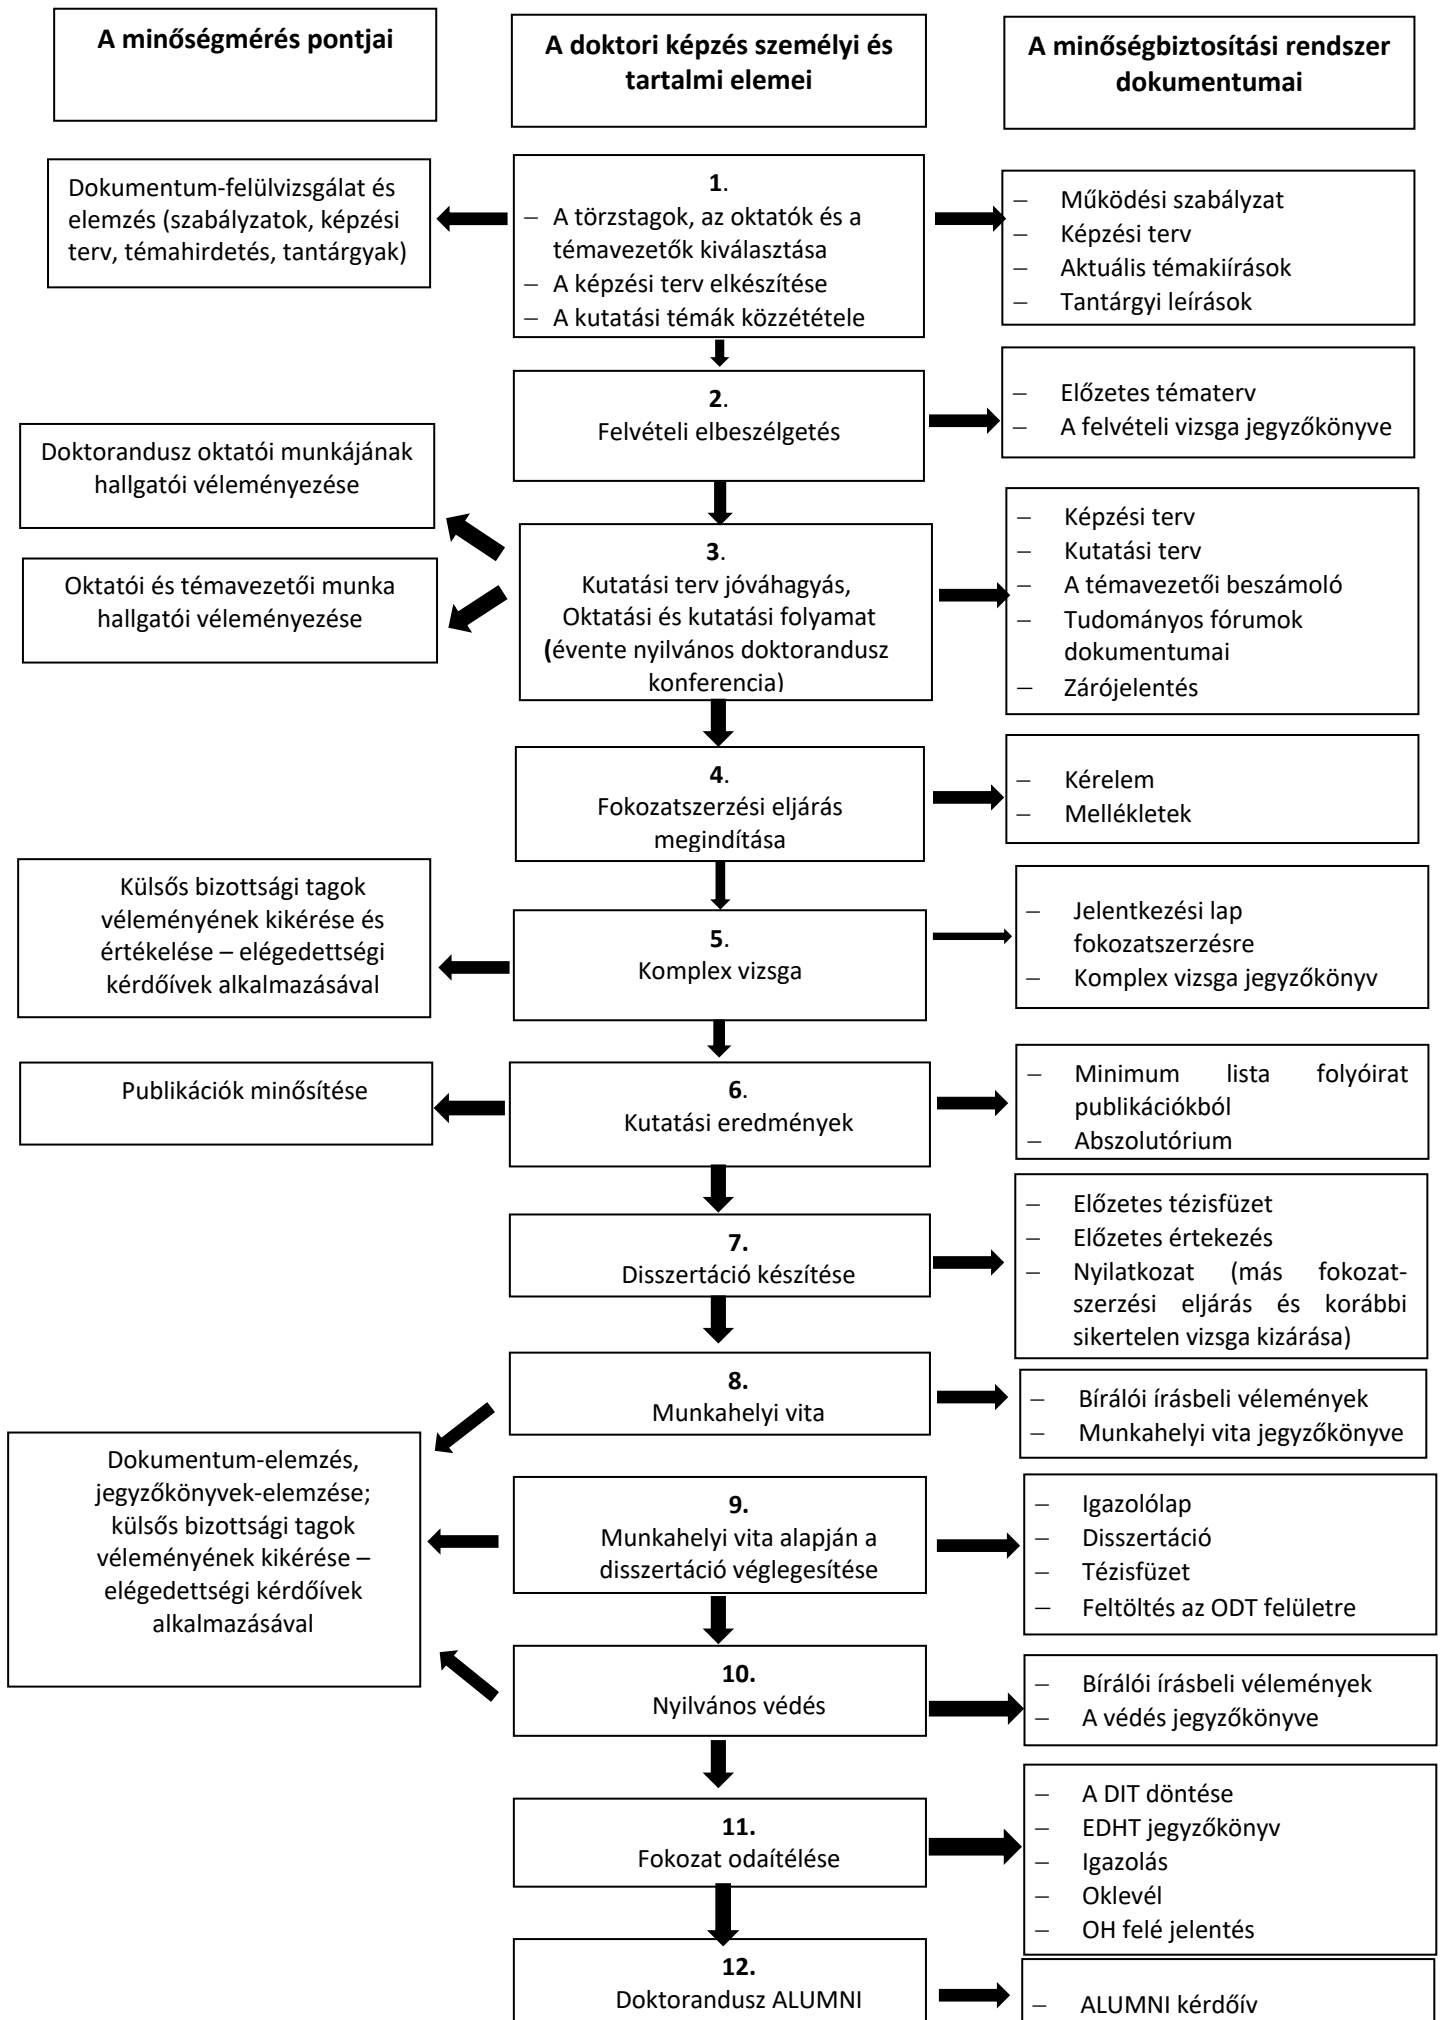 A minőségmérés pontjai
A doktori képzés személyi és
tartalmi elemei
A minőségbiztosítási rendszer
dokumentumai
Dokumentum-felülvizsgálat és
elemzés (szabályzatok, képzési
terv, témahirdetés, tantárgyak)
1.
– A törzstagok, az oktatók és a
témavezetők kiválasztása
– A képzési terv elkészítése
– A kutatási témák közzététele
– Működési szabályzat
– Képzési terv
– Aktuális témakiírások
– Tantárgyi leírások
2.
Felvételi elbeszélgetés
– Előzetes tématerv
– A felvételi vizsga jegyzőkönyve
Doktorandusz oktatói munkájának
hallgatói véleményezése
Oktatói és témavezetői munka
hallgatói véleményezése
3.
Kutatási terv jóváhagyás,
Oktatási és kutatási folyamat
(évente nyilvános doktorandusz
konferencia)
– Képzési terv
– Kutatási terv
– A témavezetői beszámoló
– Tudományos fórumok
dokumentumai
– Zárójelentés
4.
Fokozatszerzési eljárás
megindítása
– Kérelem
– Mellékletek
Külsős bizottsági tagok
véleményének kikérése és
értékelése – elégedettségi
kérdőívek alkalmazásával
5.
Komplex vizsga
– Jelentkezési lap
fokozatszerzésre
– Komplex vizsga jegyzőkönyv
Publikációk minősítése
6.
Kutatási eredmények
– Minimum lista folyóirat
publikációkból
– Abszolutórium
7.
Disszertáció készítése
– Előzetes tézisfüzet
– Előzetes értekezés
– Nyilatkozat (más fokozat-
szerzési eljárás és korábbi
sikertelen vizsga kizárása)
8.
Munkahelyi vita
– Bírálói írásbeli vélemények
– Munkahelyi vita jegyzőkönyve
Dokumentum-elemzés,
jegyzőkönyvek-elemzése;
külsős bizottsági tagok
véleményének kikérése –
elégedettségi kérdőívek
alkalmazásával
9.
Munkahelyi vita alapján a
disszertáció véglegesítése
– Igazolólap
– Disszertáció
– Tézisfüzet
– Feltöltés az ODT felületre
10.
Nyilvános védés
– Bírálói írásbeli vélemények
– A védés jegyzőkönyve
11.
Fokozat odaítélése
– A DIT döntése
– EDHT jegyzőkönyv
– Igazolás
– Oklevél
– OH felé jelentés
12.
Doktorandusz ALUMNI
– ALUMNI kérdőív